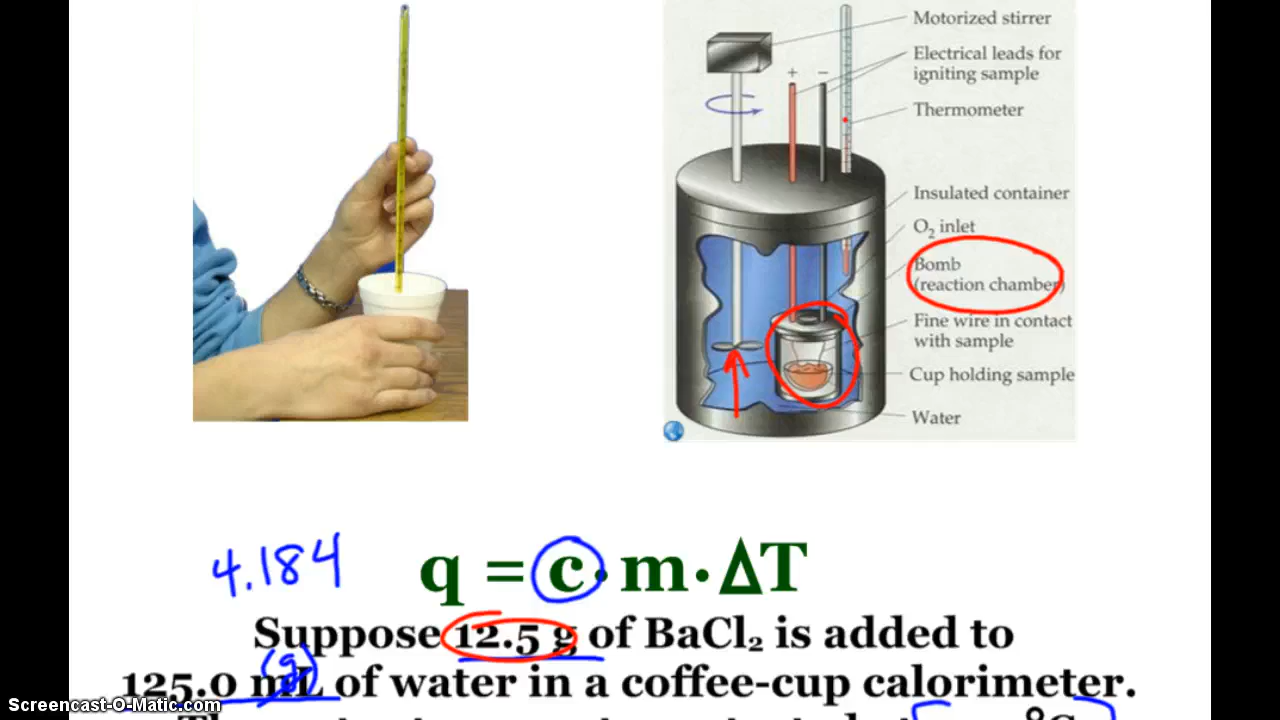 Motorized stirrer
Electrical leads for
igniting sample
+ −
Thermometer
Insulated container
O₂ inlet
Bomb
(reaction chamber)
Fine wire in contact
with sample
Cup holding sample
Water
4.184
q = c · m · ΔT
Suppose 12.5 g of BaCl₂ is added to
(g)
125.0 mL of water in a coffee-cup calorimeter.
°C
Screencast-O-Matic.com